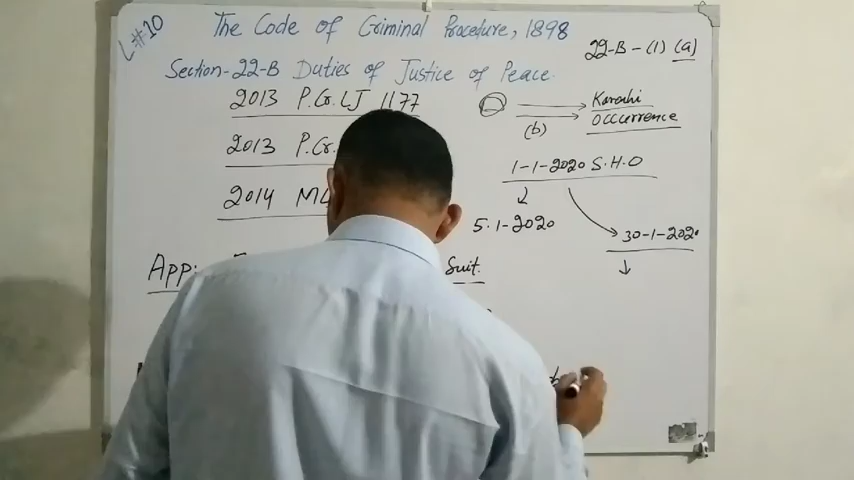 L#10
The Code of Criminal Procedure, 1898
22-B-(1) (a)
Section-22-B Duties of Justice of Peace.
2013 P.Cr.LJ 1177
Karachi
Occurrence
(b)
2013 P.Cr.
1-1-2020 S.H.O
2014
5.1-2020
30-1-2020
App:
Suit.